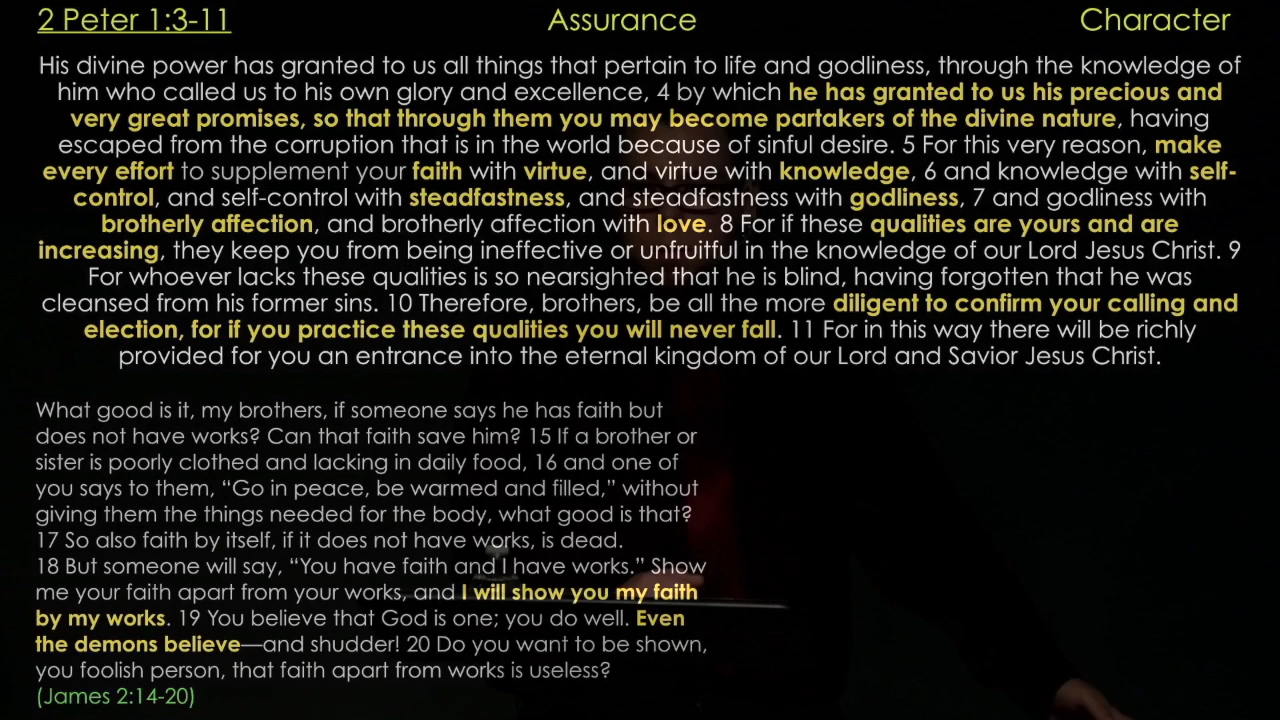 2 Peter 1:3-11 Assurance Character
His divine power has granted to us all things that pertain to life and godliness, through the knowledge of
him who called us to his own glory and excellence, 4 by which he has granted to us his precious and
very great promises, so that through them you may become partakers of the divine nature, having
escaped from the corruption that is in the world because of sinful desire. 5 For this very reason, make
every effort to supplement your faith with virtue, and virtue with knowledge, 6 and knowledge with self-
control, and self-control with steadfastness, and steadfastness with godliness, 7 and godliness with
brotherly affection, and brotherly affection with love. 8 For if these qualities are yours and are
increasing, they keep you from being ineffective or unfruitful in the knowledge of our Lord Jesus Christ. 9
For whoever lacks these qualities is so nearsighted that he is blind, having forgotten that he was
cleansed from his former sins. 10 Therefore, brothers, be all the more diligent to confirm your calling and
election, for if you practice these qualities you will never fall. 11 For in this way there will be richly
provided for you an entrance into the eternal kingdom of our Lord and Savior Jesus Christ.
What good is it, my brothers, if someone says he has faith but
does not have works? Can that faith save him? 15 If a brother or
sister is poorly clothed and lacking in daily food, 16 and one of
you says to them, “Go in peace, be warmed and filled,” without
giving them the things needed for the body, what good is that?
17 So also faith by itself, if it does not have works, is dead.
18 But someone will say, “You have faith and I have works.” Show
me your faith apart from your works, and I will show you my faith
by my works. 19 You believe that God is one; you do well. Even
the demons believe—and shudder! 20 Do you want to be shown,
you foolish person, that faith apart from works is useless?
(James 2:14-20)